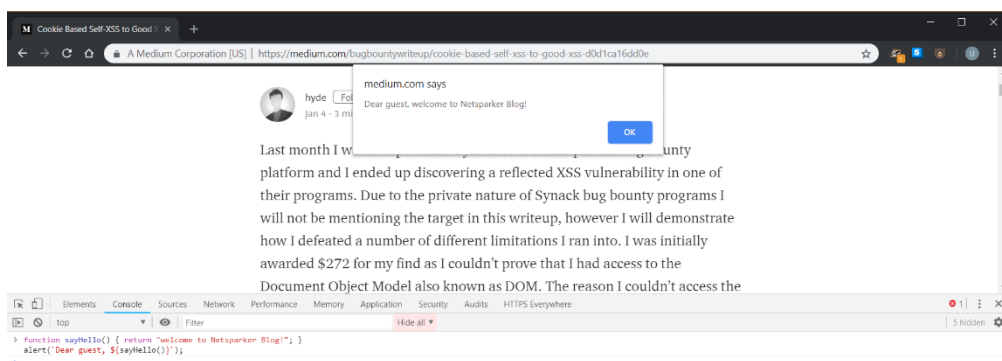 M Cookie Based Self-XSS to Good
A Medium Corporation [US] | https://medium.com/bugbountywriteup/cookie-based-self-xss-to-good-xss-d0d1ca16dd0e
medium.com says
Dear guest, welcome to Netsparker Blog!
OK
hyde Fol
Jan 4 · 3 mi
Last month I w
unty
platform and I ended up discovering a reflected XSS vulnerability in one of
their programs. Due to the private nature of Synack bug bounty programs I
will not be mentioning the target in this writeup, however I will demonstrate
how I defeated a number of different limitations I ran into. I was initially
awarded $272 for my find as I couldn't prove that I had access to the
Document Object Model also known as DOM. The reason I couldn't access the
Elements Console Sources Network Performance Memory Application Security Audits HTTPS Everywhere 1
top Filter Hide all ▼ 5 hidden
> function sayHello() { return "welcome to Netsparker Blog!"; }
alert(`Dear guest, ${sayHello()}`);